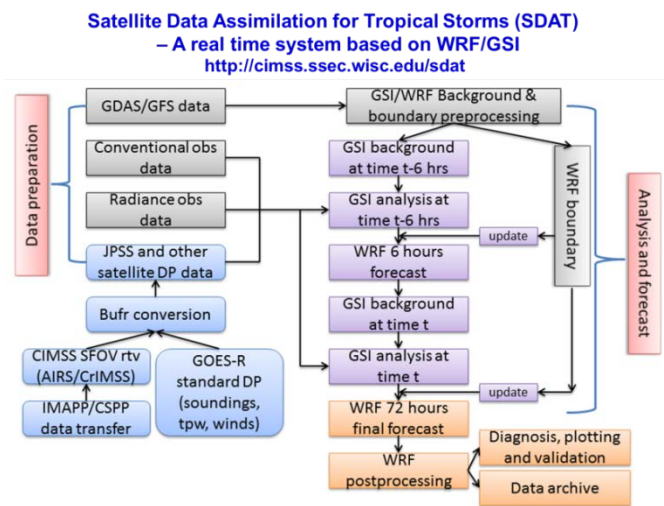 Satellite Data Assimilation for Tropical Storms (SDAT)
– A real time system based on WRF/GSI
http://cimss.ssec.wisc.edu/sdat
Data preparation
GDAS/GFS data
Conventional obs
data
Radiance obs
data
JPSS and other
satellite DP data
Bufr conversion
CIMSS SFOV rtv
(AIRS/CrIMSS)
IMAPP/CSPP
data transfer
GOES-R
standard DP
(soundings,
tpw, winds)
GSI/WRF Background &
boundary preprocessing
GSI background
at time t-6 hrs
GSI analysis at
time t-6 hrs
update
WRF 6 hours
forecast
GSI background
at time t
GSI analysis at
time t
update
WRF 72 hours
final forecast
WRF
postprocessing
Diagnosis, plotting
and validation
Data archive
WRF boundary
Analysis and forecast